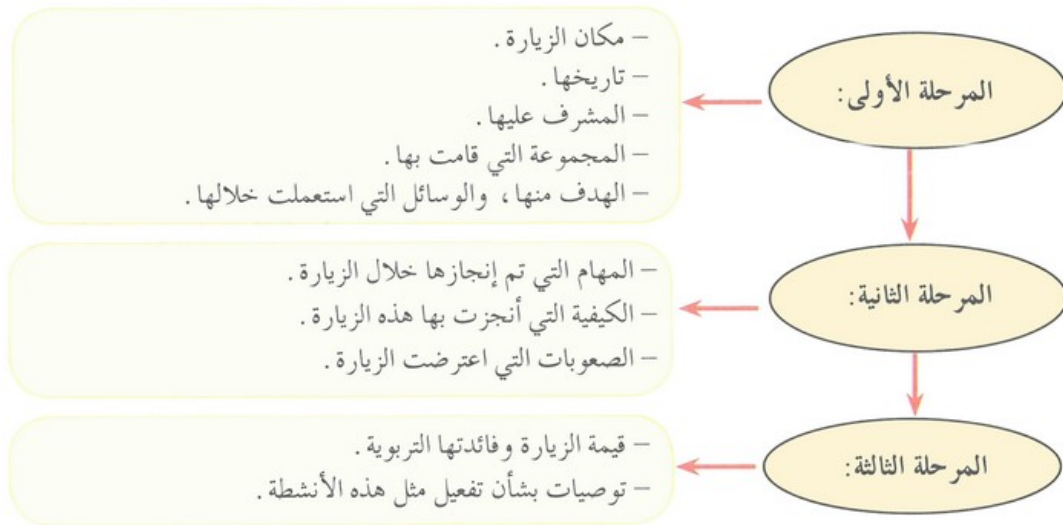 المرحلة الأولى:
– مكان الزيارة.
– تاريخها.
– المشرف عليها.
– المجموعة التي قامت بها.
– الهدف منها، والوسائل التي استعملت خلالها.
المرحلة الثانية:
– المهام التي تم إنجازها خلال الزيارة.
– الكيفية التي أنجزت بها هذه الزيارة.
– الصعوبات التي اعترضت الزيارة.
المرحلة الثالثة:
– قيمة الزيارة وفائدتها التربوية.
– توصيات بشأن تفعيل مثل هذه الأنشطة.